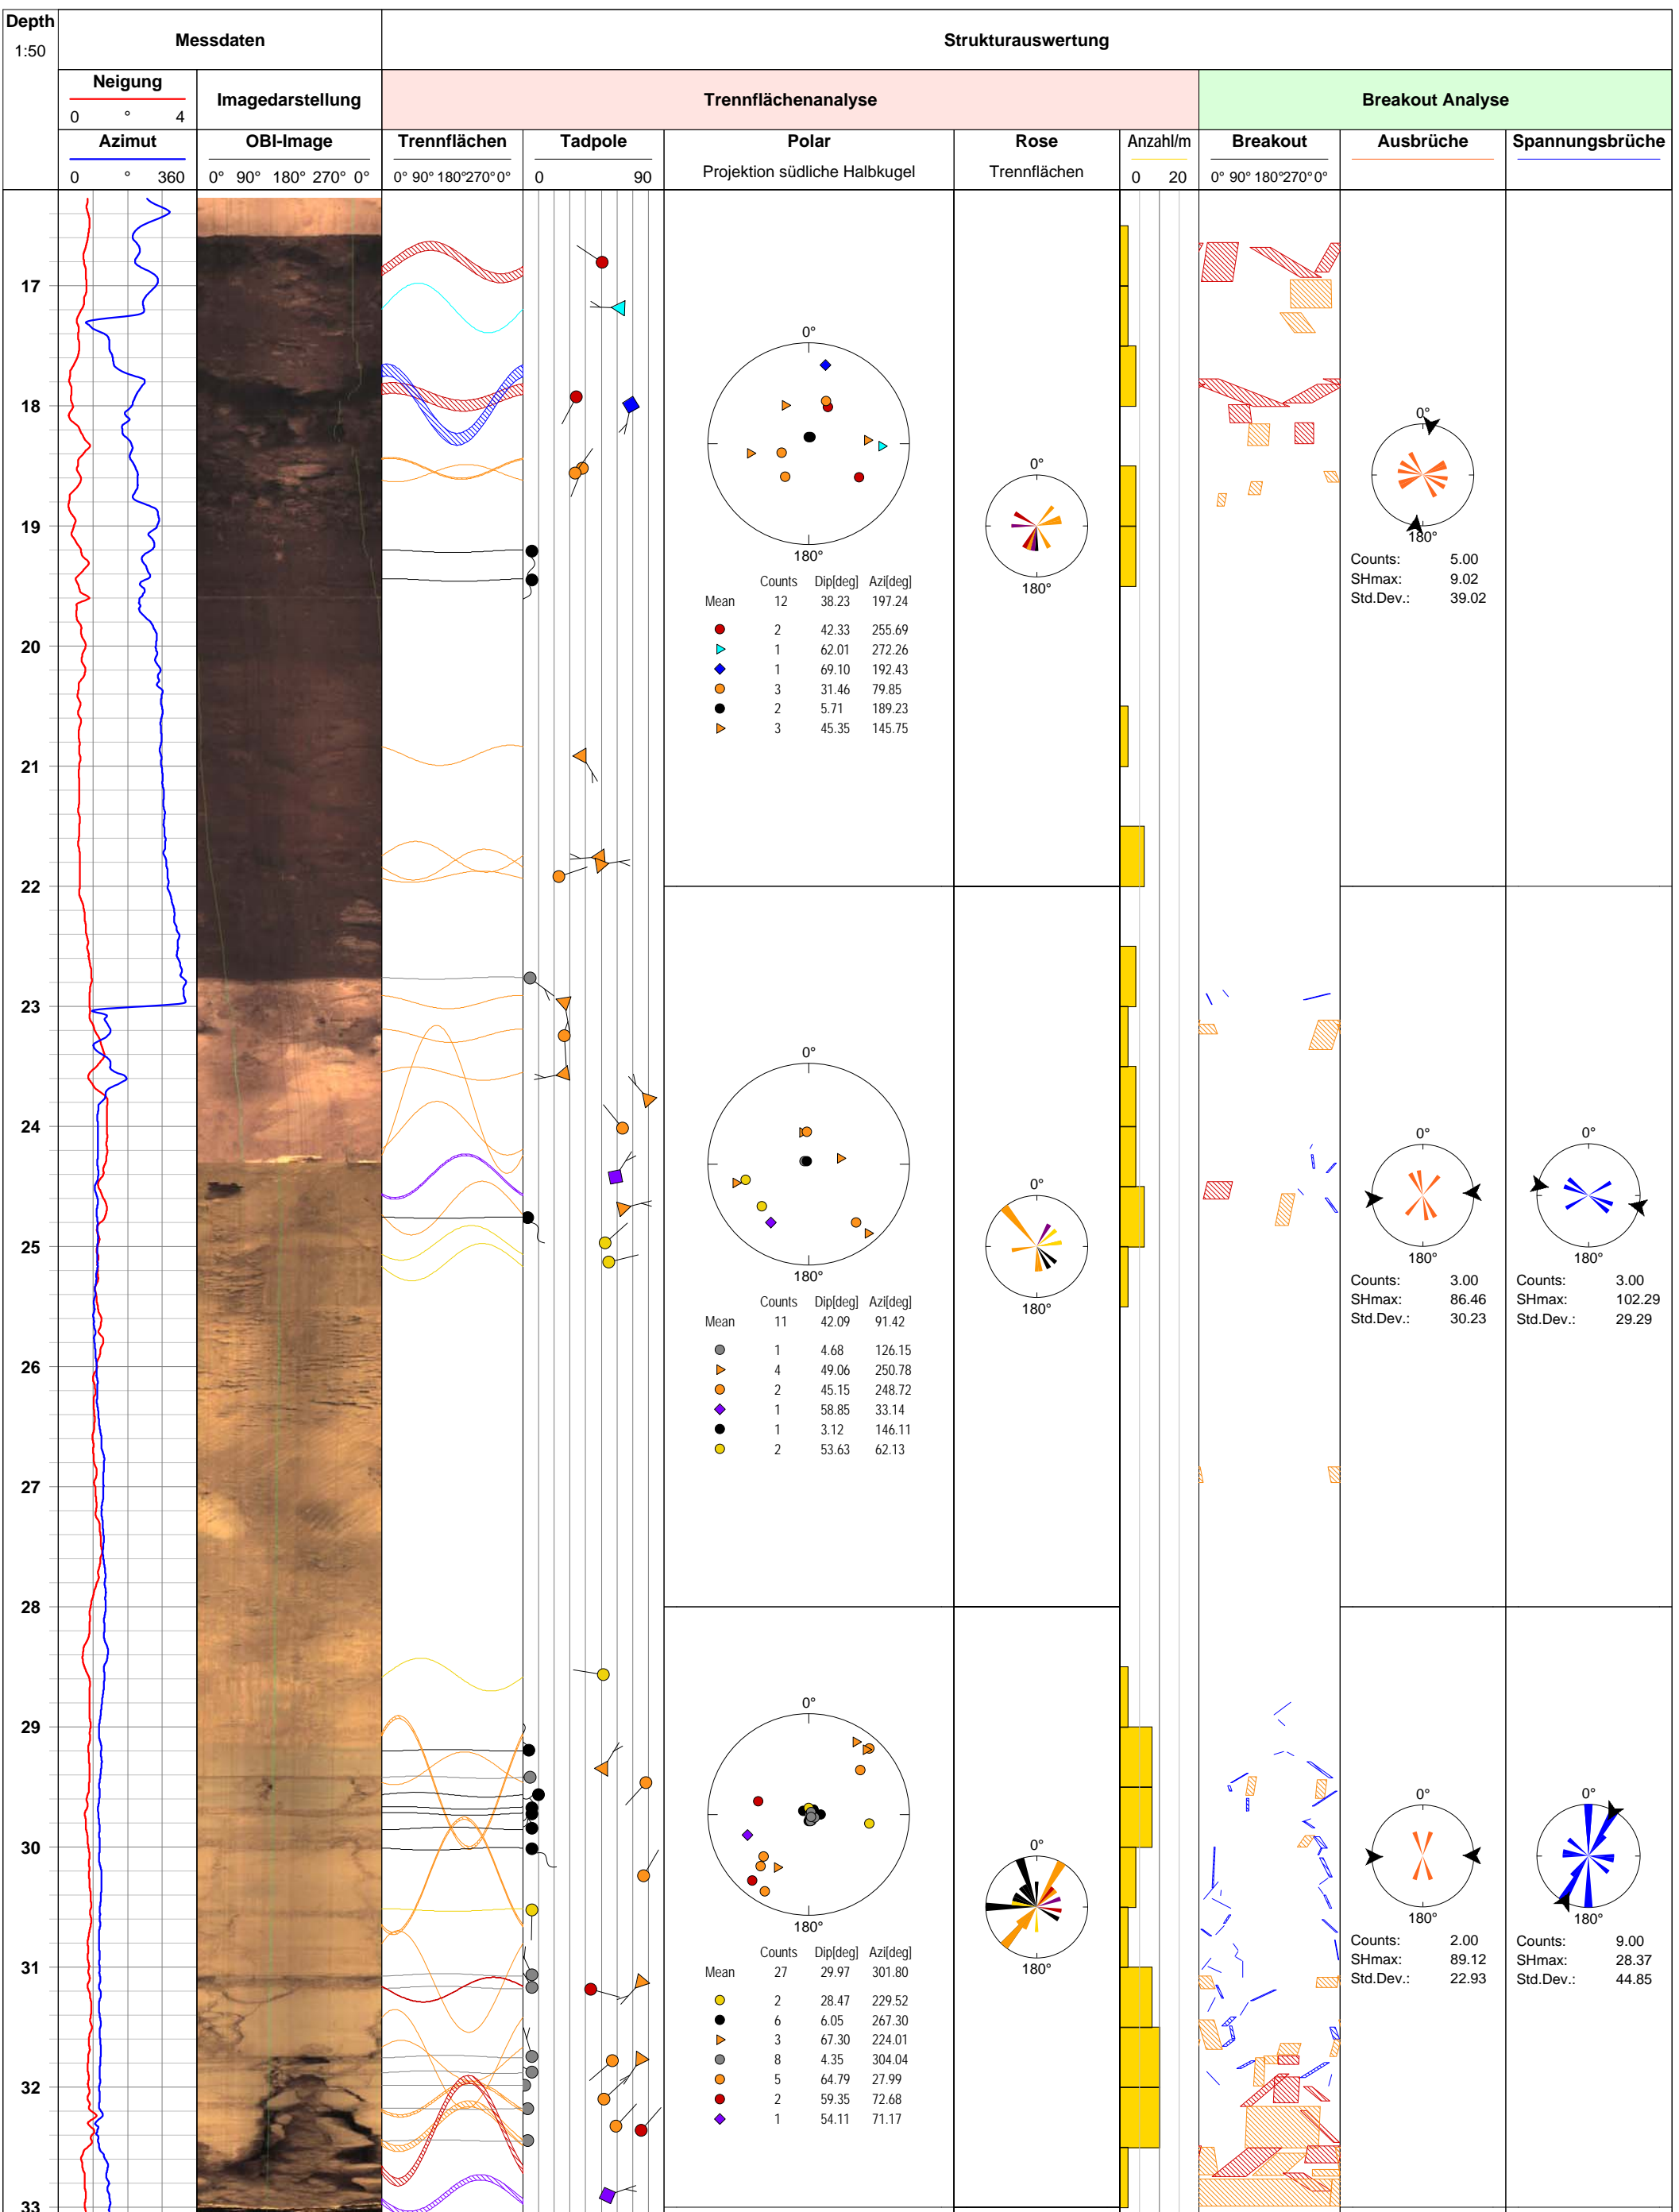 Depth
1:50
Messdaten
Strukturauswertung
Neigung
0 ° 4
Imagedarstellung
Trennflächenanalyse
Breakout Analyse
Azimut
0 ° 360
OBI-Image
0° 90° 180° 270° 0°
Trennflächen
0° 90° 180° 270° 0°
Tadpole
0 90
Polar
Projektion südliche Halbkugel
Rose
Trennflächen
Anzahl/m
0 20
Breakout
0° 90° 180° 270° 0°
Ausbrüche
Spannungsbrüche
17
18
19
20
21
22
23
24
25
26
27
28
29
30
31
32
33
0°
180°
Counts Dip[deg] Azi[deg]
Mean 12 38.23 197.24
2 42.33 255.69
1 62.01 272.26
1 69.10 192.43
3 31.46 79.85
2 5.71 189.23
3 45.35 145.75
0°
180°
0°
180°
Counts: 5.00
SHmax: 9.02
Std.Dev.: 39.02
0°
180°
Counts Dip[deg] Azi[deg]
Mean 11 42.09 91.42
1 4.68 126.15
4 49.06 250.78
2 45.15 248.72
1 58.85 33.14
1 3.12 146.11
2 53.63 62.13
0°
180°
0°
180°
Counts: 3.00
SHmax: 86.46
Std.Dev.: 30.23
0°
180°
Counts: 3.00
SHmax: 102.29
Std.Dev.: 29.29
0°
180°
Counts Dip[deg] Azi[deg]
Mean 27 29.97 301.80
2 28.47 229.52
6 6.05 267.30
3 67.30 224.01
8 4.35 304.04
5 64.79 27.99
2 59.35 72.68
1 54.11 71.17
0°
180°
0°
180°
Counts: 2.00
SHmax: 89.12
Std.Dev.: 22.93
0°
180°
Counts: 9.00
SHmax: 28.37
Std.Dev.: 44.85